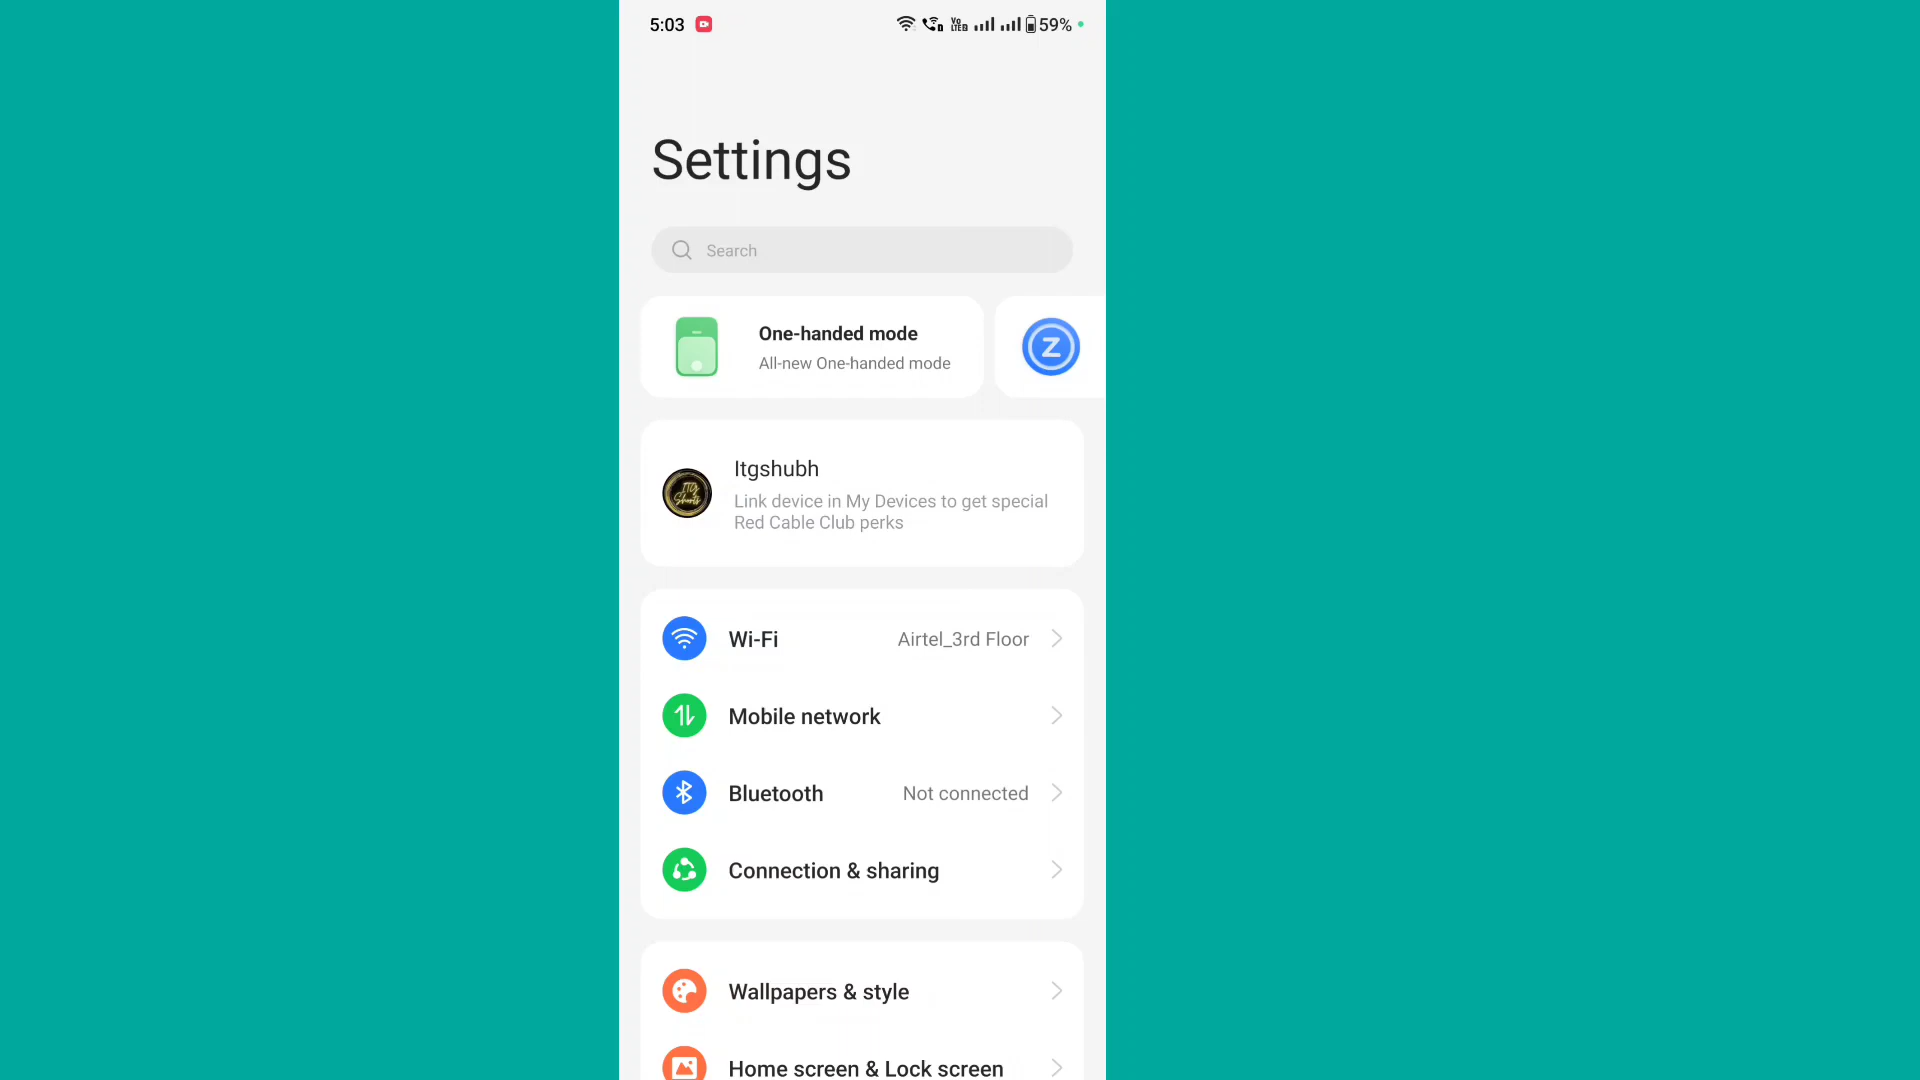 5:03 59%
Settings
Search
One-handed mode
All-new One-handed mode
Z
Itgshubh
Link device in My Devices to get special
Red Cable Club perks
Wi-Fi Airtel_3rd Floor
Mobile network
Bluetooth Not connected
Connection & sharing
Wallpapers & style
Home screen & Lock screen